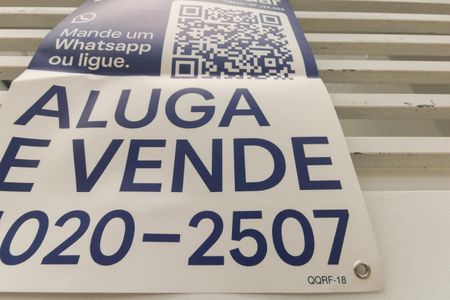 Mande um
Whatsapp
ou ligue.
ALUGA
E VENDE
020-2507
QQRF-18